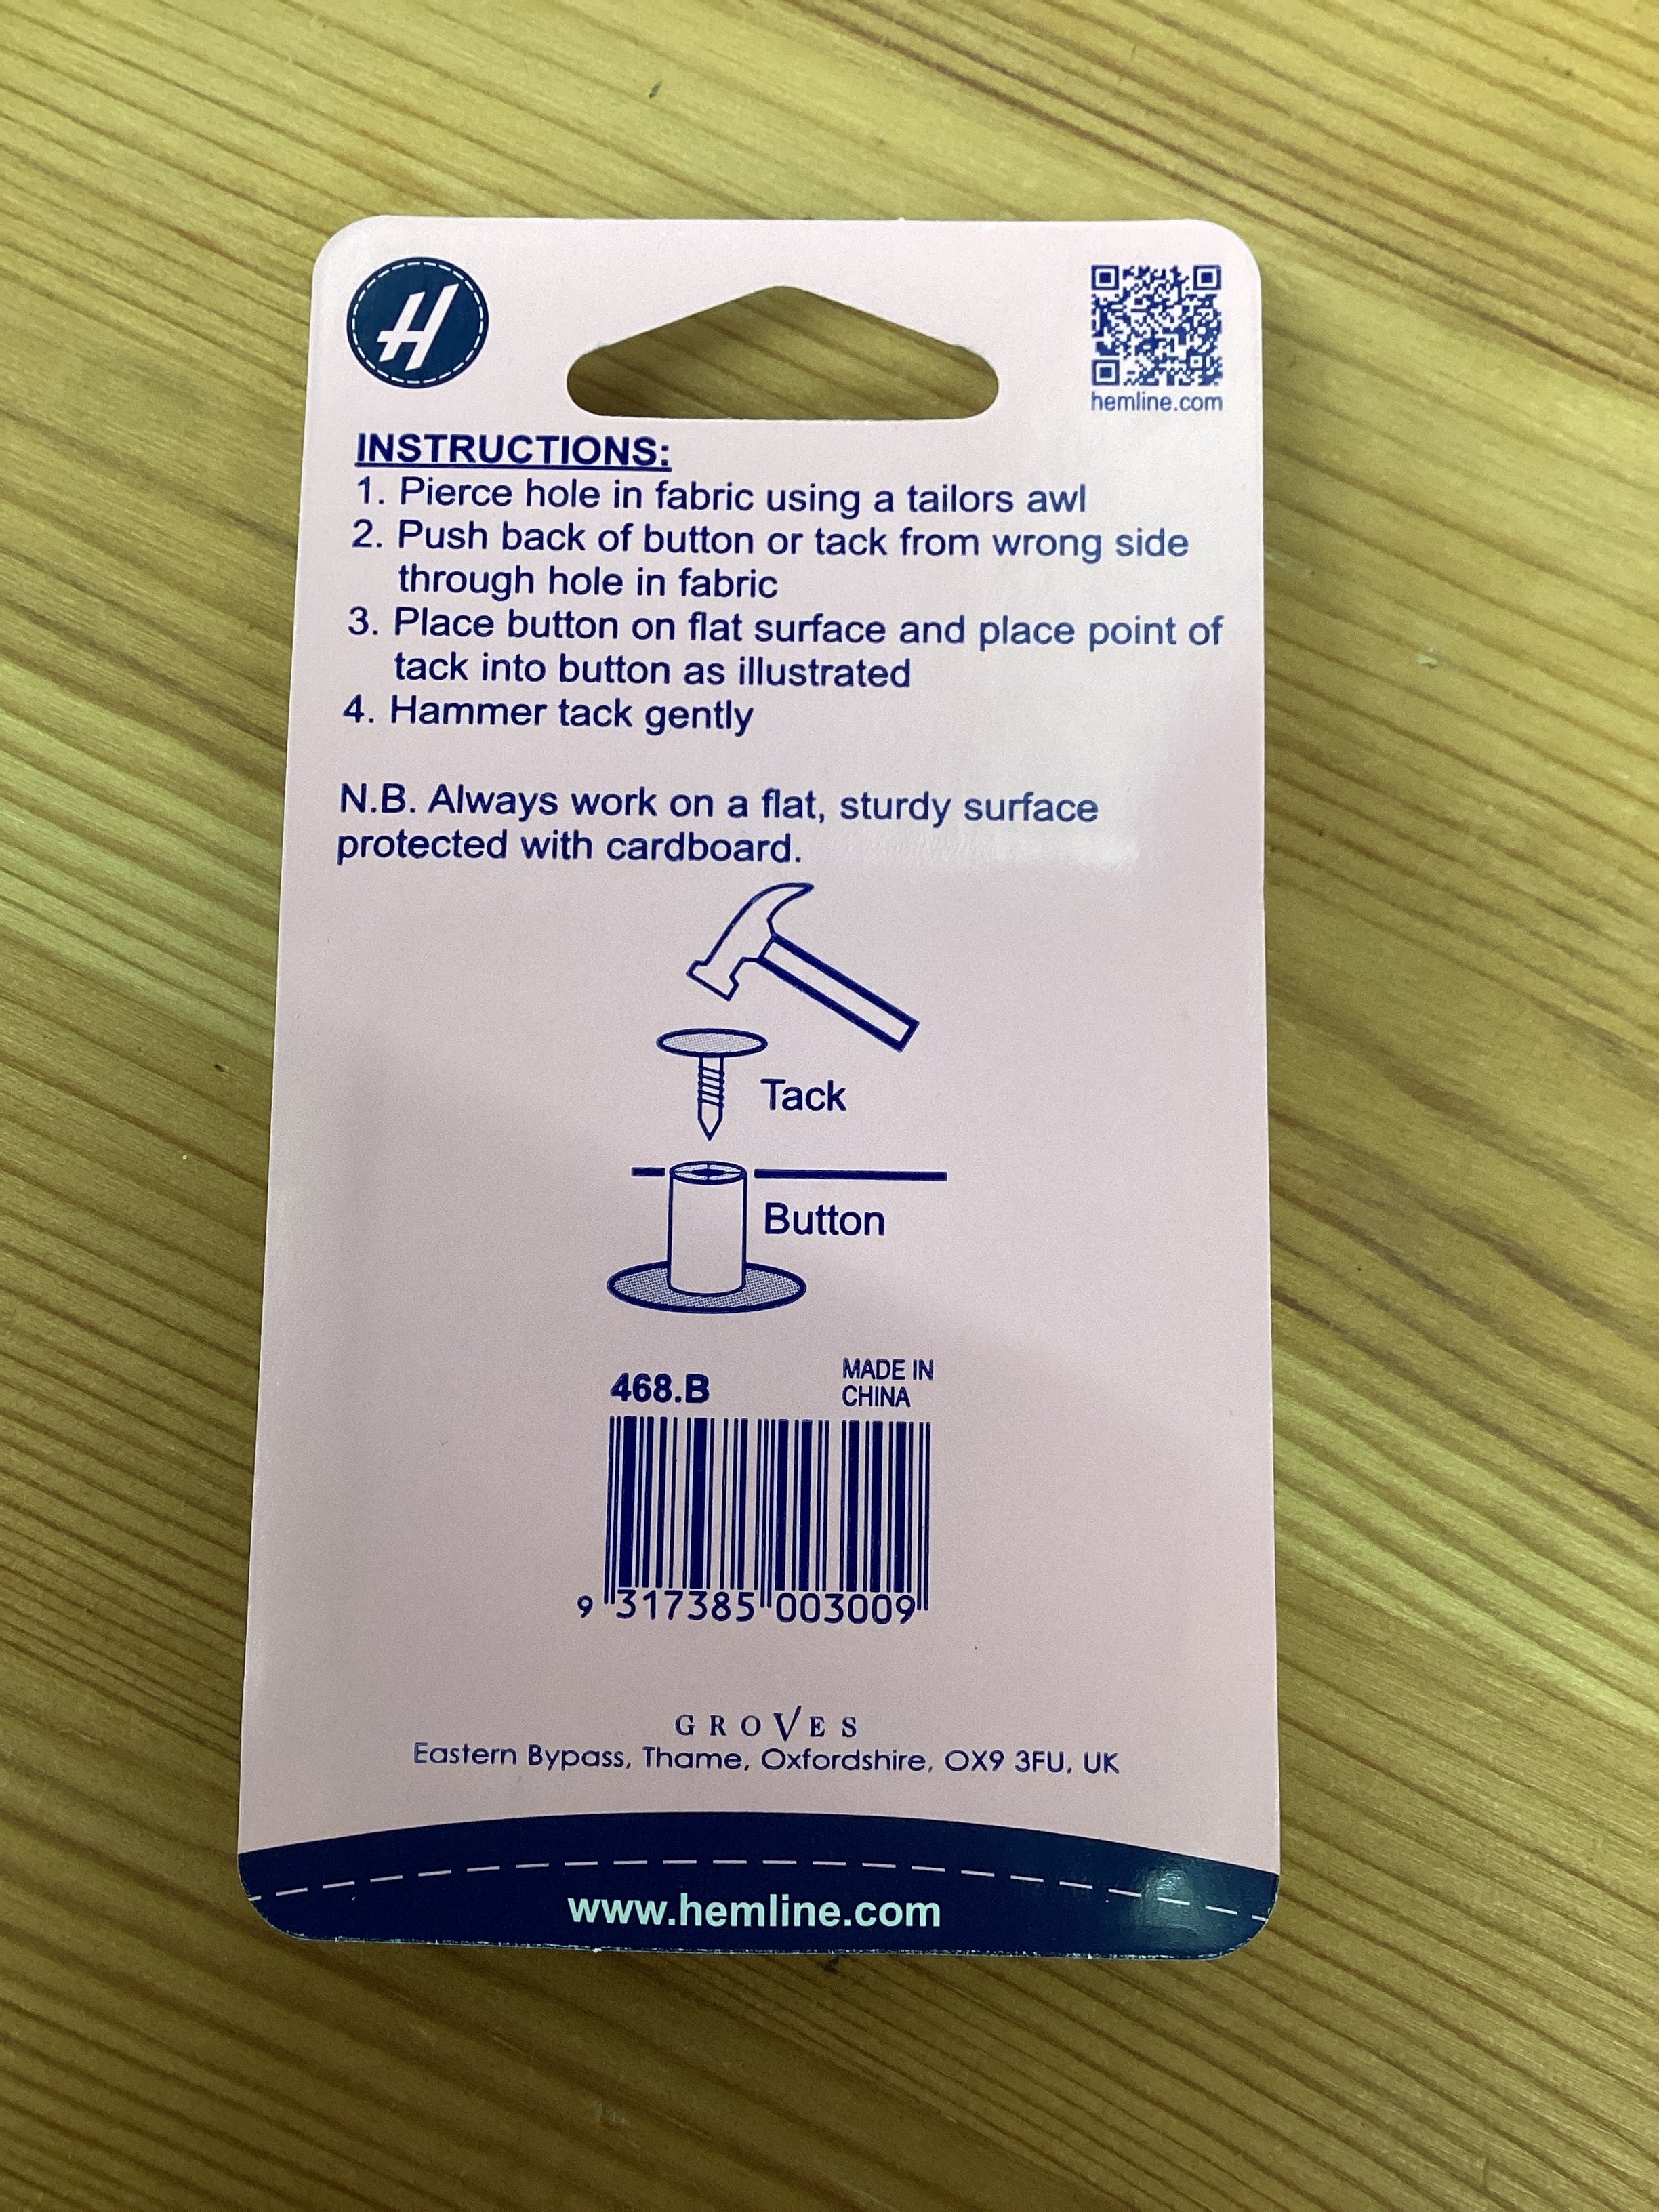 H
hemline.com
INSTRUCTIONS:
1. Pierce hole in fabric using a tailors awl
2. Push back of button or tack from wrong side
through hole in fabric
3. Place button on flat surface and place point of
tack into button as illustrated
4. Hammer tack gently
N.B. Always work on a flat, sturdy surface
protected with cardboard.
Tack
Button
468.B
MADE IN
CHINA
9 317385 003009
GROVES
Eastern Bypass, Thame, Oxfordshire, OX9 3FU, UK
www.hemline.com